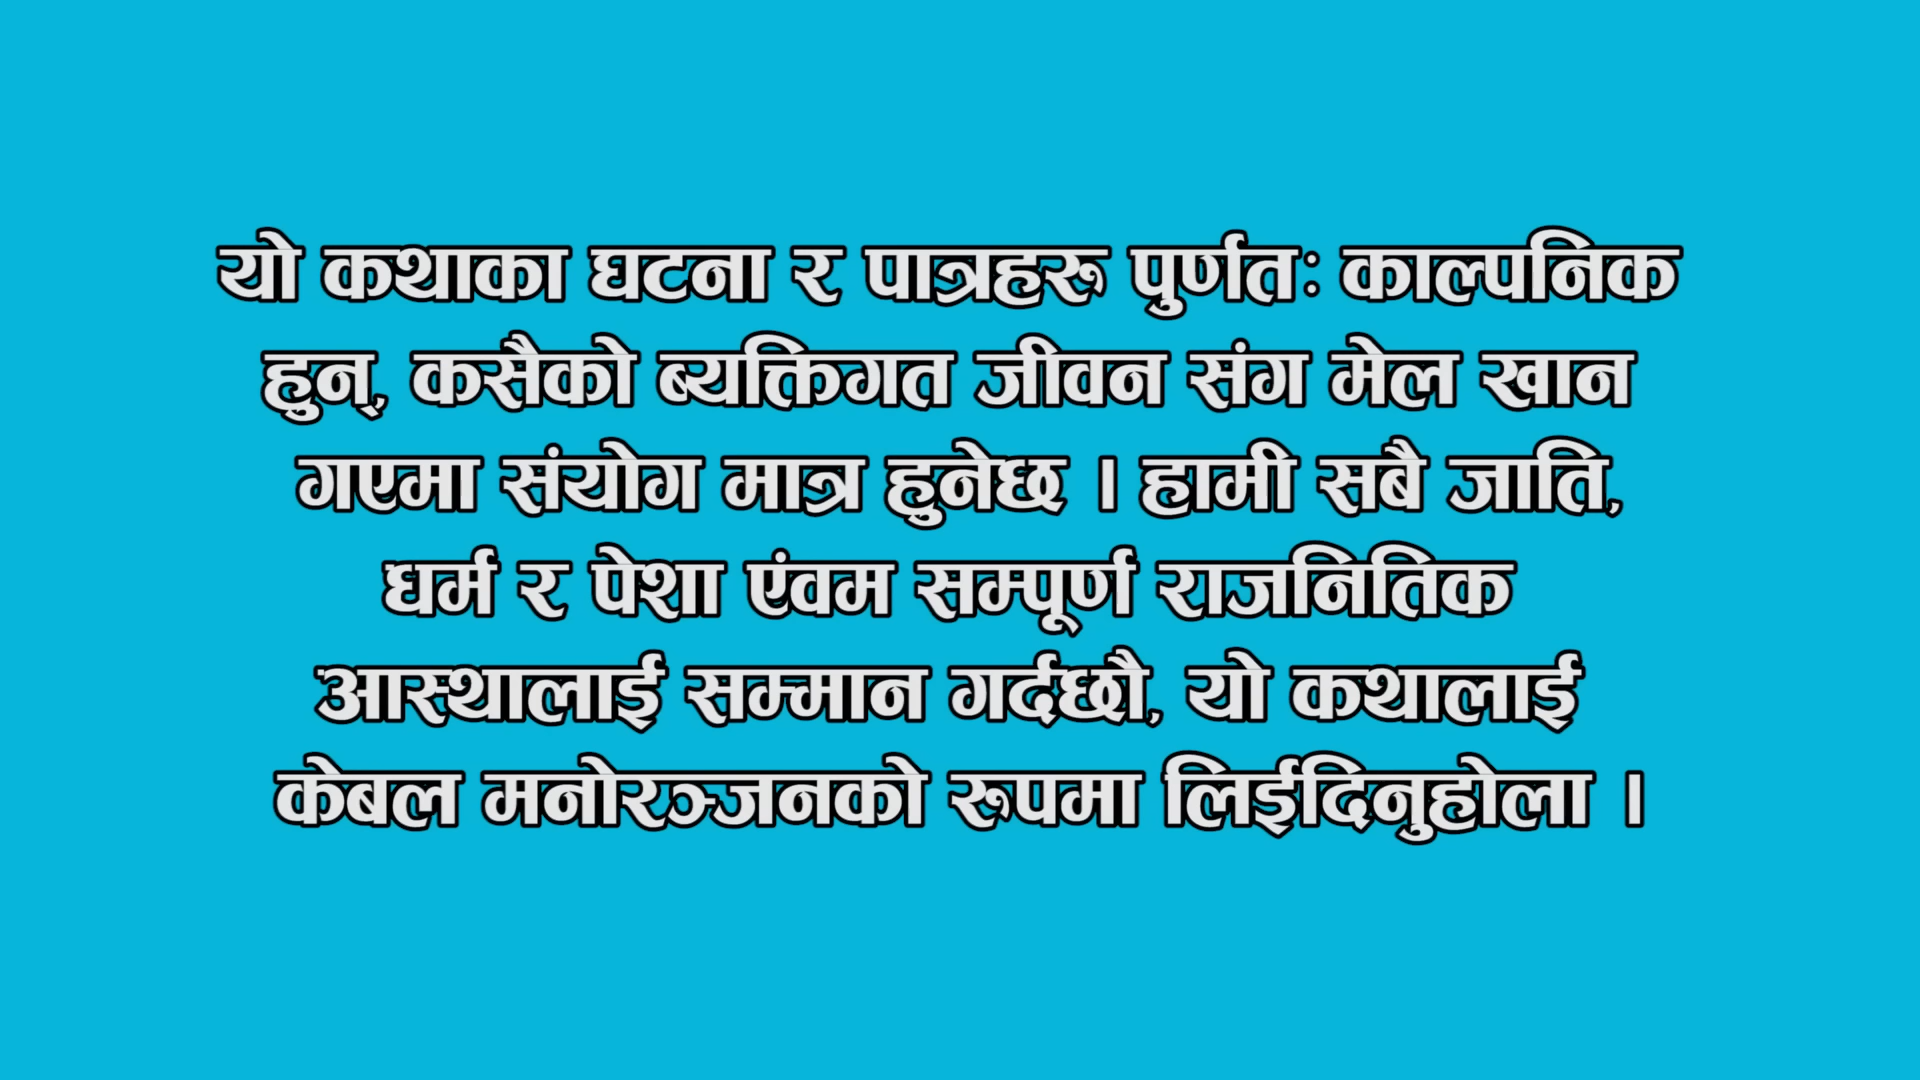 यो कथाका घटना र पात्रहरु पुर्णतः काल्पनिक
हुन्, कसैको ब्यक्तिगत जीवन संग मेल खान
गएमा संयोग मात्र हुनेछ । हामी सबै जाति,
धर्म र पेशा एंवम सम्पूर्ण राजनितिक
आस्थालाई सम्मान गर्दछौ, यो कथालाई
केबल मनोरञ्जनको रुपमा लिईदिनुहोला ।